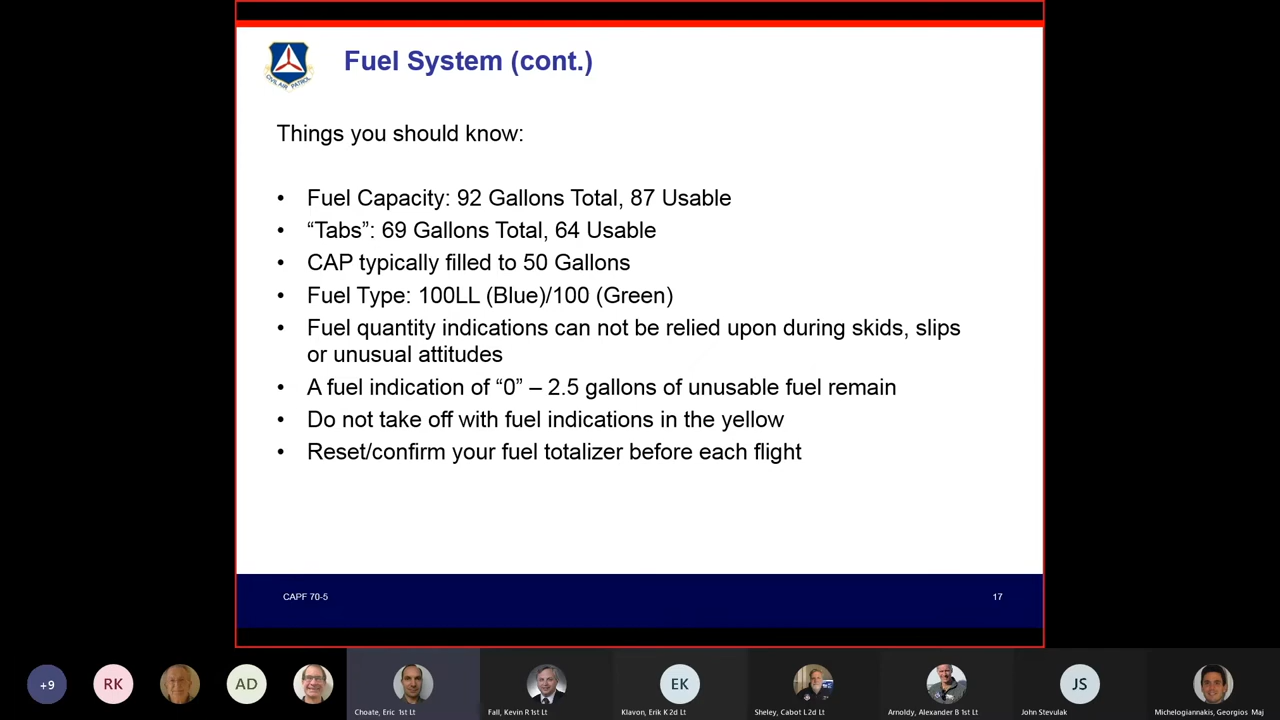 CIVIL AIR PATROL
Fuel System (cont.)
Things you should know:
• Fuel Capacity: 92 Gallons Total, 87 Usable
• “Tabs”: 69 Gallons Total, 64 Usable
• CAP typically filled to 50 Gallons
• Fuel Type: 100LL (Blue)/100 (Green)
• Fuel quantity indications can not be relied upon during skids, slips
or unusual attitudes
• A fuel indication of “0” – 2.5 gallons of unusable fuel remain
• Do not take off with fuel indications in the yellow
• Reset/confirm your fuel totalizer before each flight
CAPF 70-5 17
+9 RK AD EK JS
Choate, Eric 1st Lt Fall, Kevin R 1st Lt Klavon, Erik K 2d Lt Sheley, Cabot L 2d Lt Arnoldy, Alexander B 1st Lt John Stevulak Michelogiannakis, Georgios Maj